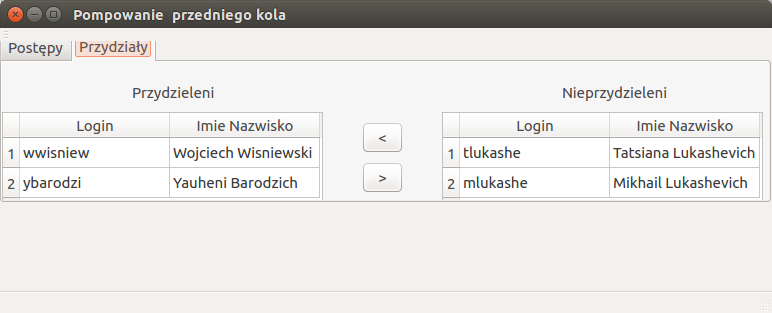 Pompowanie przedniego kola
Postępy Przydziały
Przydzieleni
Login Imie Nazwisko
1 wwisniew Wojciech Wisniewski
2 ybarodzi Yauheni Barodzich
<
>
Nieprzydzieleni
Login Imie Nazwisko
1 tlukashe Tatsiana Lukashevich
2 mlukashe Mikhail Lukashevich